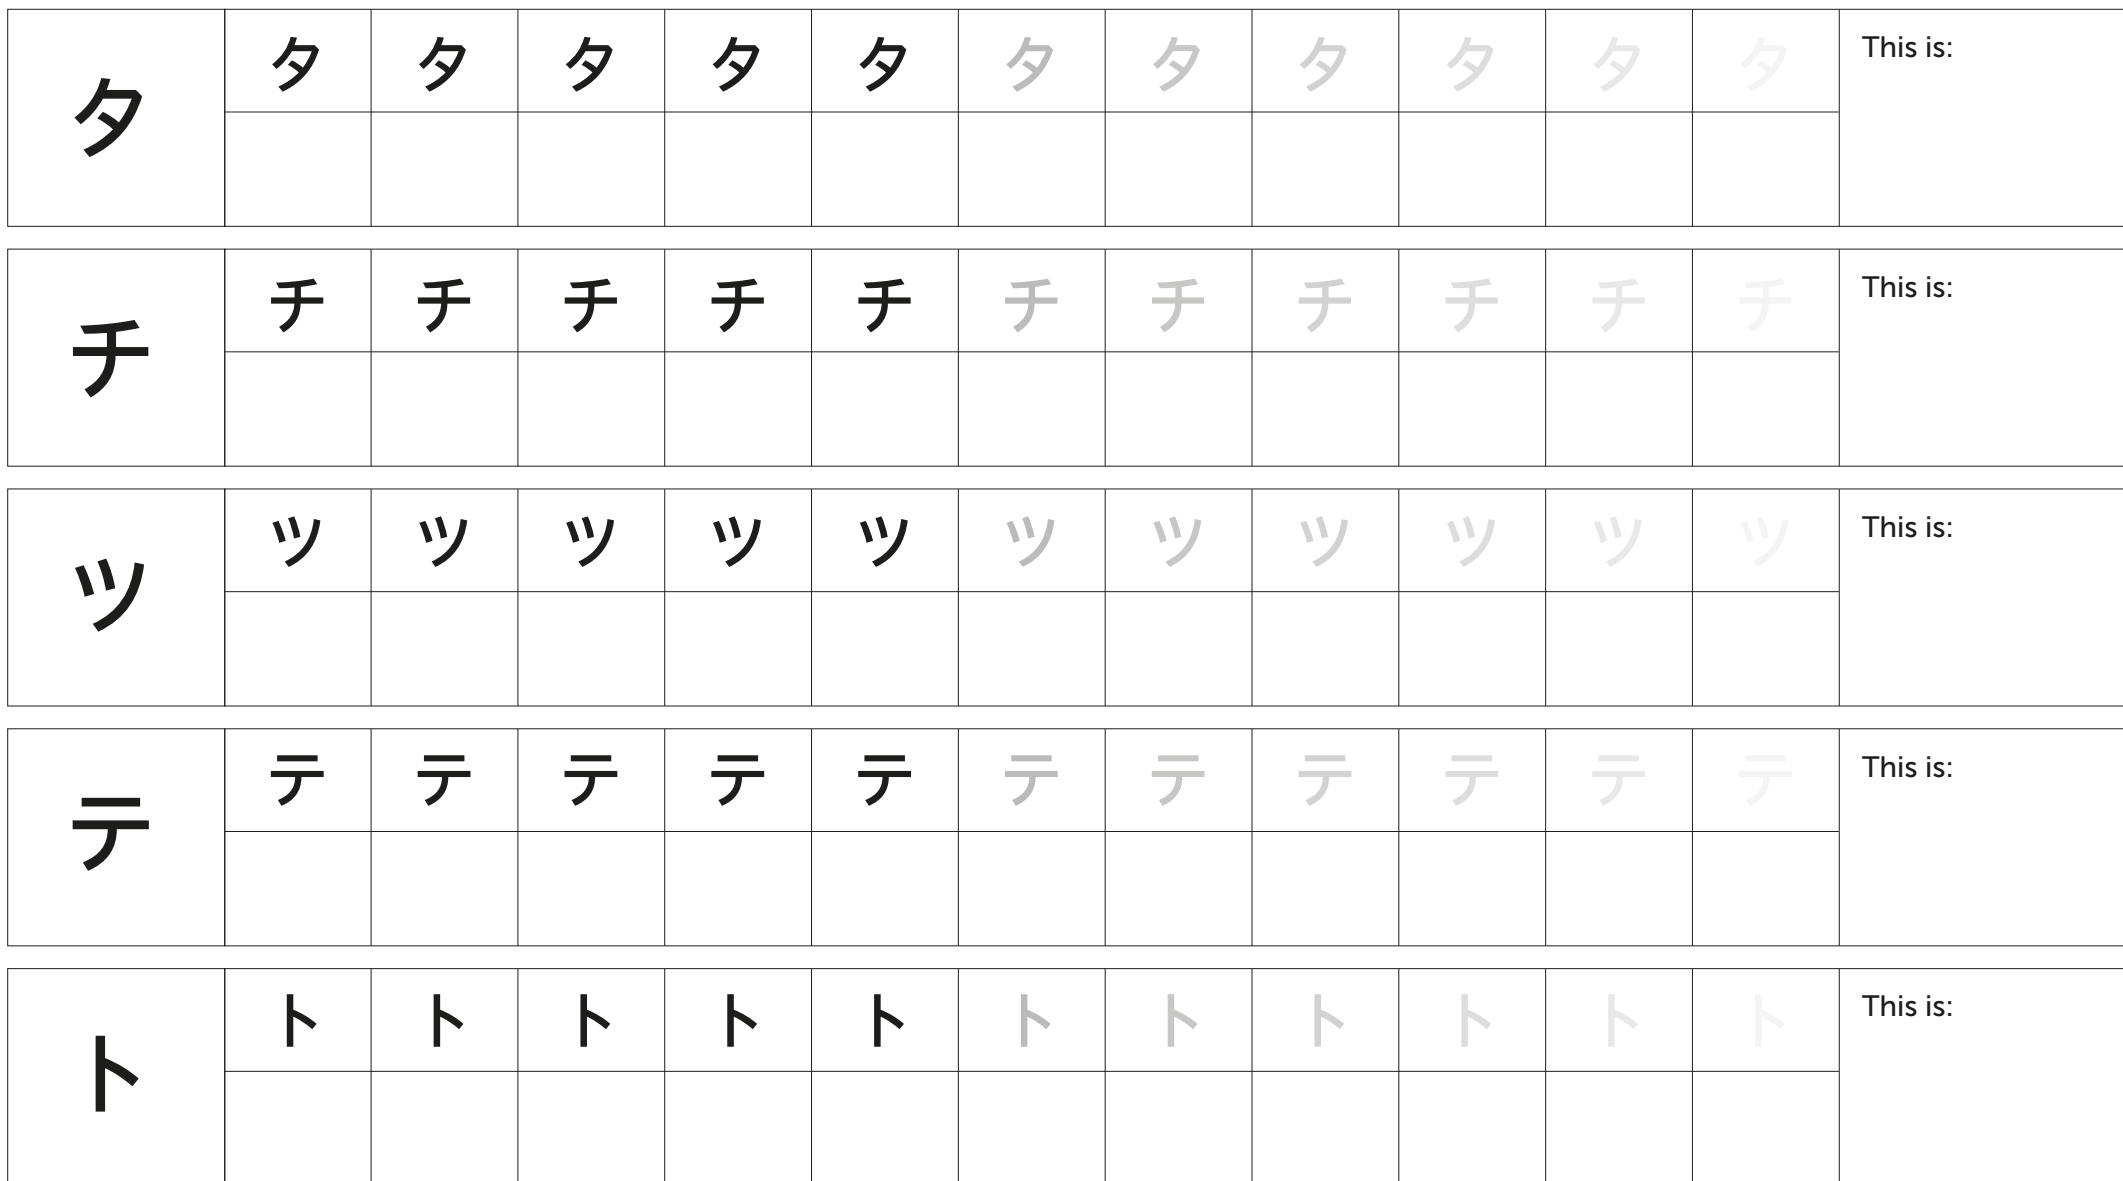 タ タ タ タ タ タ タ タ タ タ タ タ This is:
チ チ チ チ チ チ チ チ チ チ チ チ This is:
ツ ツ ツ ツ ツ ツ ツ ツ ツ ツ ツ ツ This is:
テ テ テ テ テ テ テ テ テ テ テ テ This is:
ト ト ト ト ト ト ト ト ト ト ト ト This is: